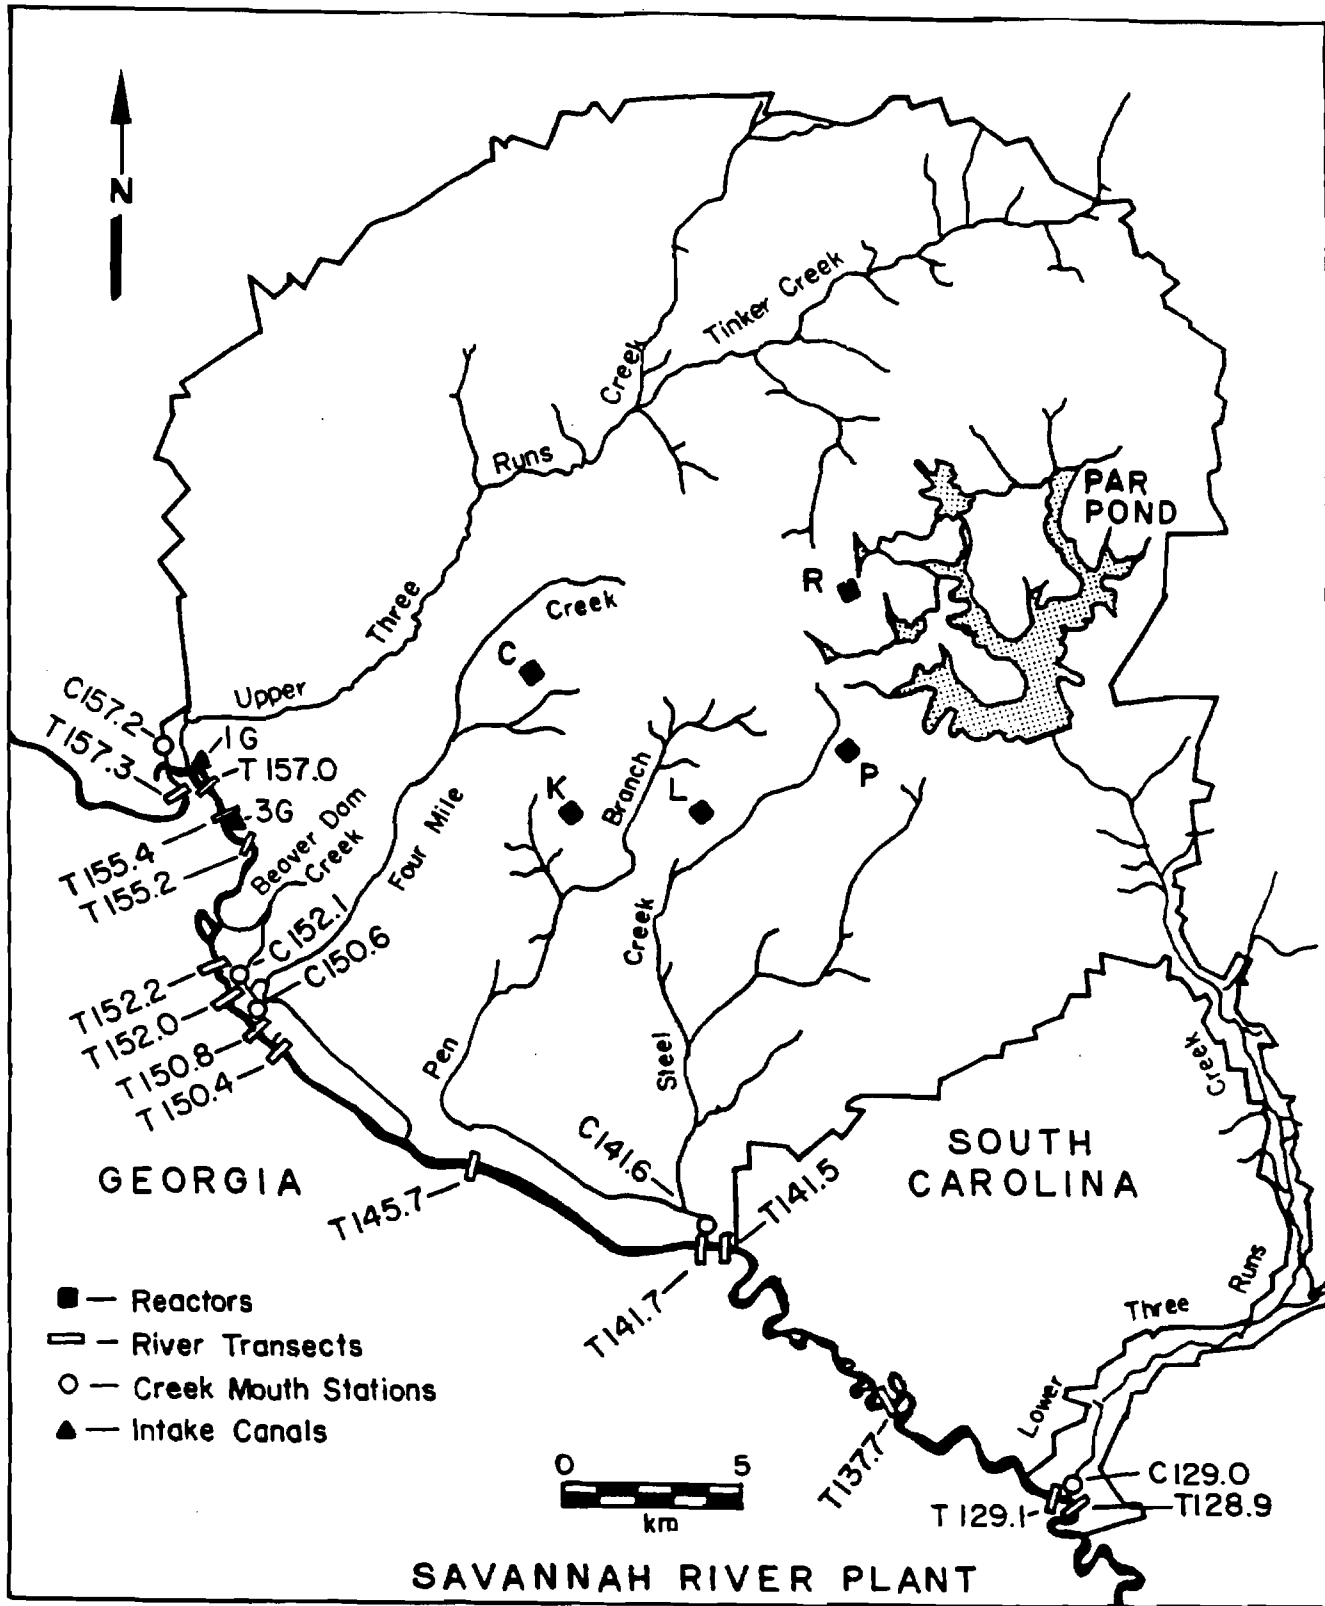 N
Tinker Creek
Creek
Runs
Three
Upper
PAR
POND
R
Creek
C
C157.2
T157.3
1G
T157.0
3G
T155.4
T155.2
Beaver Dam
Creek
Four Mile
K
Branch
L
P
C152.1
C150.6
T152.2
T152.0
T150.8
T150.4
Pen
Creek
Steel
Creek
C141.6
T141.5
GEORGIA
SOUTH
CAROLINA
T145.7
T141.7
Runs
Three
Lower
Reactors
River Transects
Creek Mouth Stations
Intake Canals
T137.7
0 5
km
C129.0
T129.1
T128.9
SAVANNAH RIVER PLANT